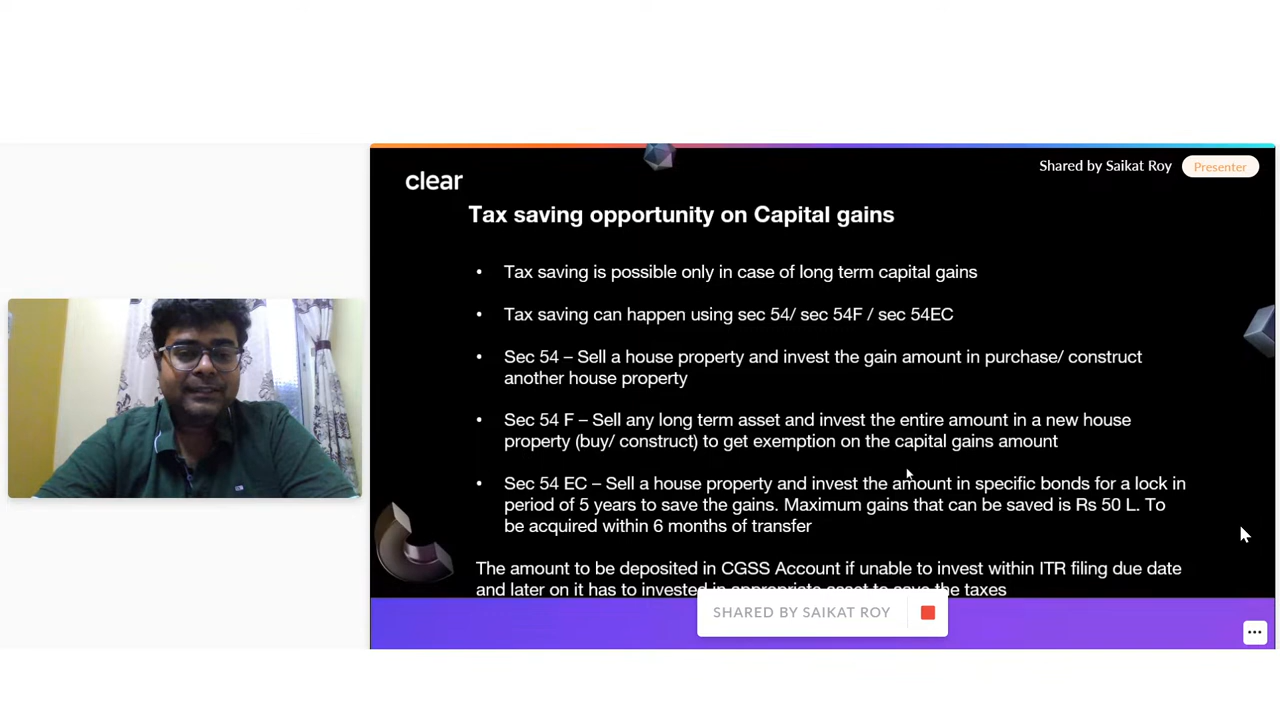 Shared by Saikat Roy Presenter
clear
Tax saving opportunity on Capital gains
• Tax saving is possible only in case of long term capital gains
• Tax saving can happen using sec 54/ sec 54F / sec 54EC
• Sec 54 – Sell a house property and invest the gain amount in purchase/ construct
another house property
• Sec 54 F – Sell any long term asset and invest the entire amount in a new house
property (buy/ construct) to get exemption on the capital gains amount
• Sec 54 EC – Sell a house property and invest the amount in specific bonds for a lock in
period of 5 years to save the gains. Maximum gains that can be saved is Rs 50 L. To
be acquired within 6 months of transfer
The amount to be deposited in CGSS Account if unable to invest within ITR filing due date
and later on it has to invested in appropriate asset to save the taxes
SHARED BY SAIKAT ROY